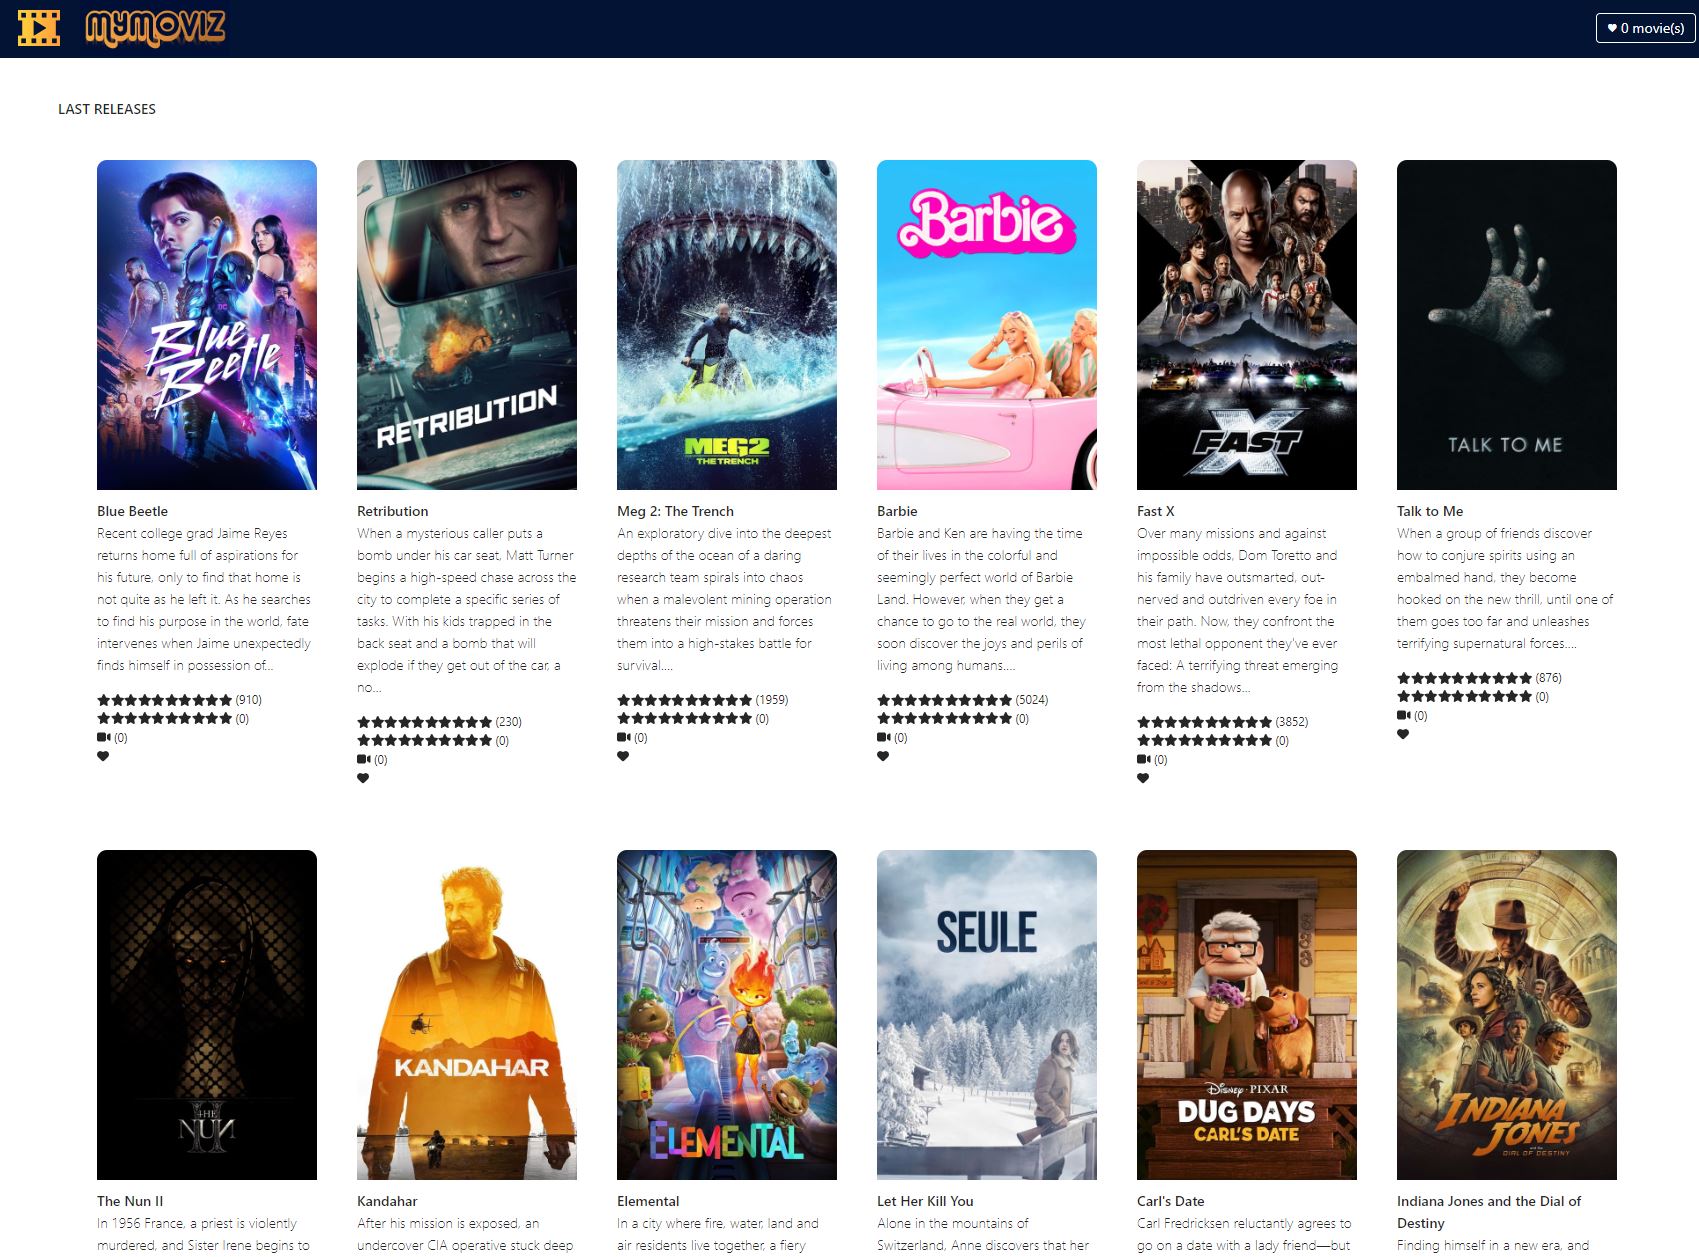 MYMOVIZ
0 movie(s)
LAST RELEASES
DC
Blue
Beetle
RETRIBUTION
MEG2
THE TRENCH
Barbie
FAST
X
TALK TO ME
Blue Beetle
Recent college grad Jaime Reyes
returns home full of aspirations for
his future, only to find that home is
not quite as he left it. As he searches
to find his purpose in the world, fate
intervenes when Jaime unexpectedly
finds himself in possession of...
(910)
(0)
(0)
Retribution
When a mysterious caller puts a
bomb under his car seat, Matt Turner
begins a high-speed chase across the
city to complete a specific series of
tasks. With his kids trapped in the
back seat and a bomb that will
explode if they get out of the car, a
no...
(230)
(0)
(0)
Meg 2: The Trench
An exploratory dive into the deepest
depths of the ocean of a daring
research team spirals into chaos
when a malevolent mining operation
threatens their mission and forces
them into a high-stakes battle for
survival....
(1959)
(0)
(0)
Barbie
Barbie and Ken are having the time
of their lives in the colorful and
seemingly perfect world of Barbie
Land. However, when they get a
chance to go to the real world, they
soon discover the joys and perils of
living among humans....
(5024)
(0)
(0)
Fast X
Over many missions and against
impossible odds, Dom Toretto and
his family have outsmarted, out-
nerved and outdriven every foe in
their path. Now, they confront the
most lethal opponent they've ever
faced: A terrifying threat emerging
from the shadows...
(3852)
(0)
(0)
Talk to Me
When a group of friends discover
how to conjure spirits using an
embalmed hand, they become
hooked on the new thrill, until one of
them goes too far and unleashes
terrifying supernatural forces....
(876)
(0)
(0)
THE
NUN
II
KANDAHAR
ELEMENTAL
SEULE
Disney · PIXAR
DUG DAYS
CARL'S DATE
INDIANA
JONES
AND THE
DIAL OF DESTINY
The Nun II
In 1956 France, a priest is violently
murdered, and Sister Irene begins to
Kandahar
After his mission is exposed, an
undercover CIA operative stuck deep
Elemental
In a city where fire, water, land and
air residents live together, a fiery
Let Her Kill You
Alone in the mountains of
Switzerland, Anne discovers that her
Carl's Date
Carl Fredricksen reluctantly agrees to
go on a date with a lady friend—but
Indiana Jones and the Dial of
Destiny
Finding himself in a new era, and